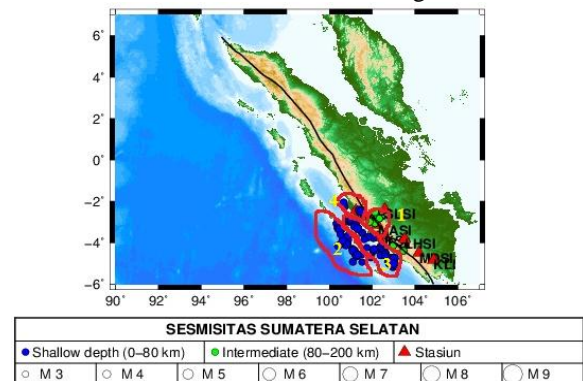 6°
4°
2°
0°
−2°
−4°
−6°
4
1
2
3
90° 92° 94° 96° 98° 100° 102° 104° 106°
SESMISITAS SUMATERA SELATAN
Shallow depth (0−80 km) Intermediate (80−200 km) Stasiun
M 3 M 4 M 5 M 6 M 7 M 8 M 9